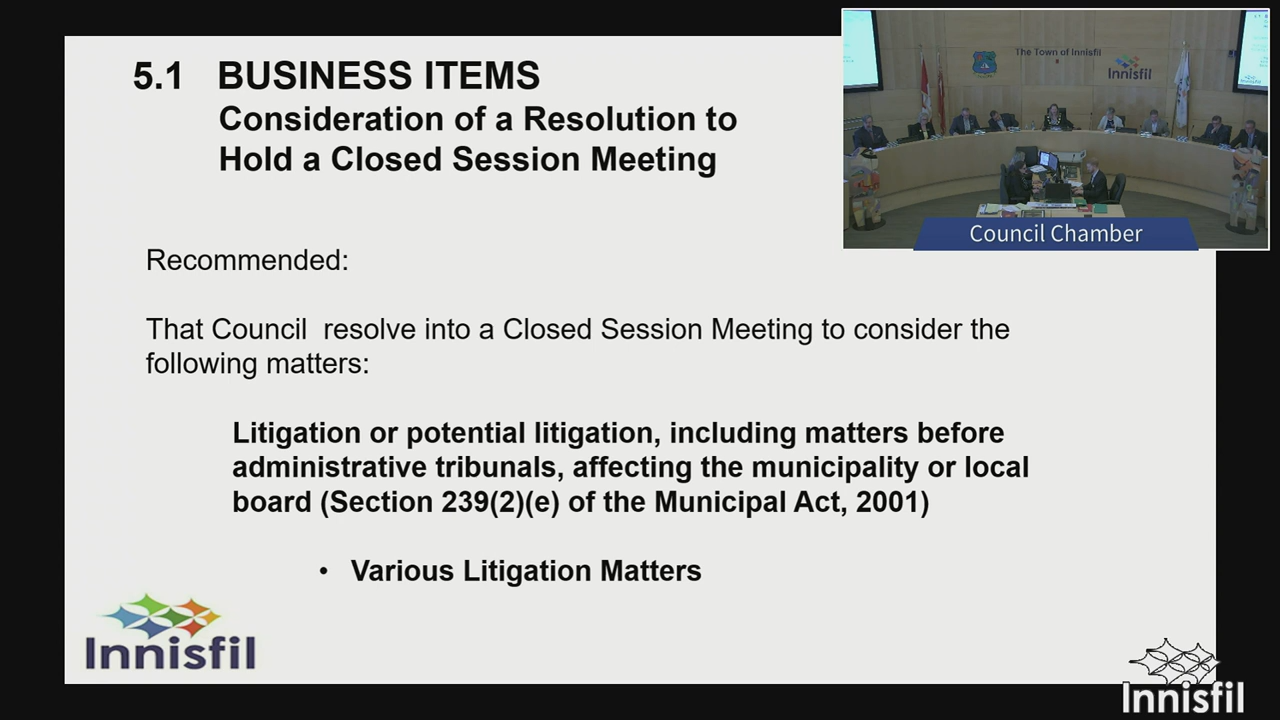 5.1 BUSINESS ITEMS
Consideration of a Resolution to
Hold a Closed Session Meeting
Recommended:
That Council resolve into a Closed Session Meeting to consider the
following matters:
Litigation or potential litigation, including matters before
administrative tribunals, affecting the municipality or local
board (Section 239(2)(e) of the Municipal Act, 2001)
• Various Litigation Matters
Innisfil
The Town of Innisfil
Innisfil
Council Chamber
Innisfil